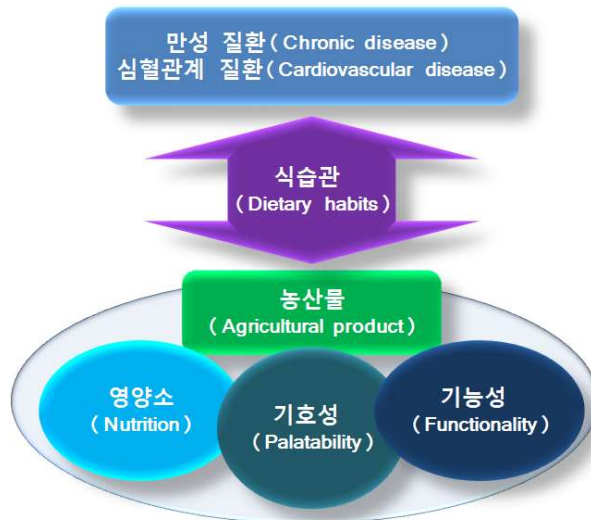 만성 질환(Chronic disease)
심혈관계 질환(Cardiovascular disease)
식습관
(Dietary habits)
농산물
(Agricultural product)
영양소
(Nutrition)
기호성
(Palatability)
기능성
(Functionality)